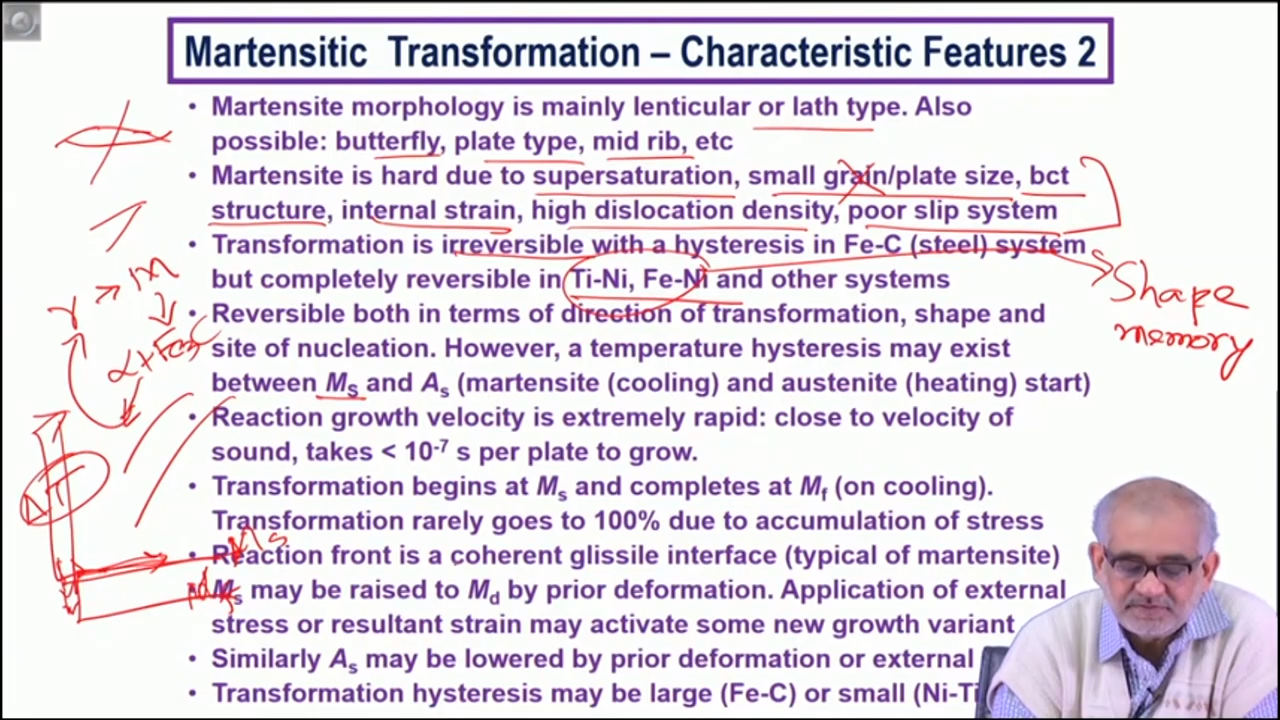 Martensitic Transformation – Characteristic Features 2
• Martensite morphology is mainly lenticular or lath type. Also
possible: butterfly, plate type, mid rib, etc
• Martensite is hard due to supersaturation, small grain/plate size, bct
structure, internal strain, high dislocation density, poor slip system
• Transformation is irreversible with a hysteresis in Fe-C (steel) system
but completely reversible in Ti-Ni, Fe-Ni and other systems
• Reversible both in terms of direction of transformation, shape and
site of nucleation. However, a temperature hysteresis may exist
between Ms and As (martensite (cooling) and austenite (heating) start)
• Reaction growth velocity is extremely rapid: close to velocity of
sound, takes < 10-7 s per plate to grow.
• Transformation begins at Ms and completes at Mf (on cooling).
Transformation rarely goes to 100% due to accumulation of stress
• Reaction front is a coherent glissile interface (typical of martensite)
• Ms may be raised to Md by prior deformation. Application of external
stress or resultant strain may activate some new growth variant
• Similarly As may be lowered by prior deformation or external
• Transformation hysteresis may be large (Fe-C) or small (Ni-Ti
Shape
memory
γ → M
α + Fe3C
ΔT
Ms